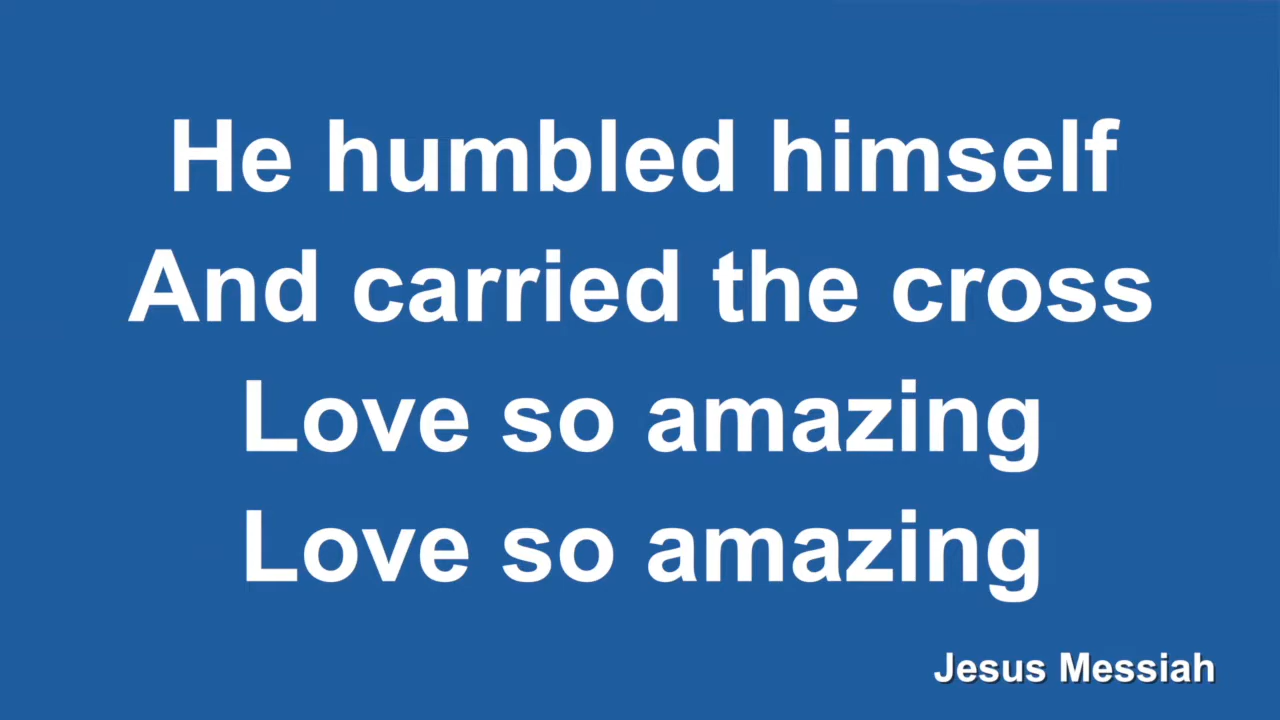 He humbled himself
And carried the cross
Love so amazing
Love so amazing
Jesus Messiah